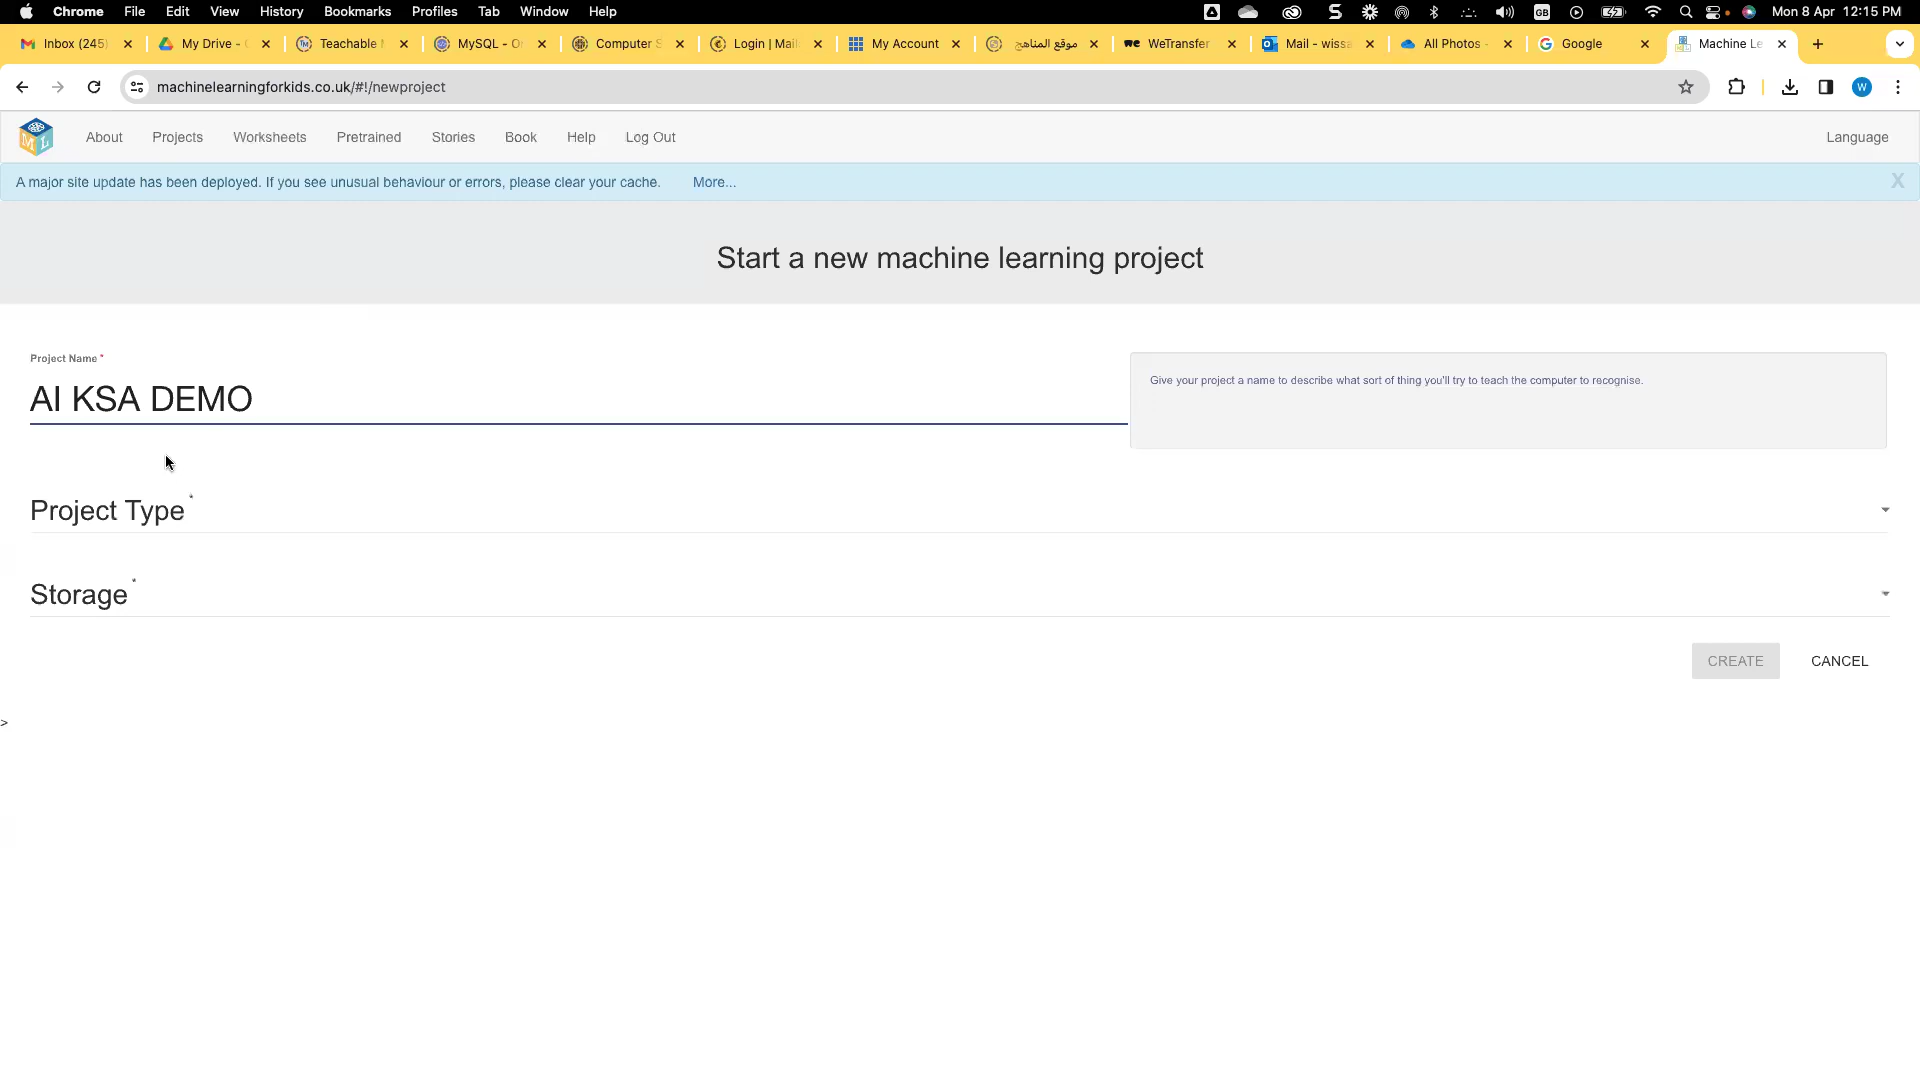 Chrome File Edit View History Bookmarks Profiles Tab Window Help GB Mon 8 Apr 12:15 PM
Inbox (245) My Drive - Teachable MySQL - O Computer S Login | Mail My Account موقع المناهج WeTransfer Mail - wissa All Photos - Google Machine Le
machinelearningforkids.co.uk/#!/newproject W
About Projects Worksheets Pretrained Stories Book Help Log Out Language
A major site update has been deployed. If you see unusual behaviour or errors, please clear your cache. More... X
Start a new machine learning project
Project Name *
AI KSA DEMO
Give your project a name to describe what sort of thing you'll try to teach the computer to recognise.
Project Type *
Storage *
CREATE CANCEL
>